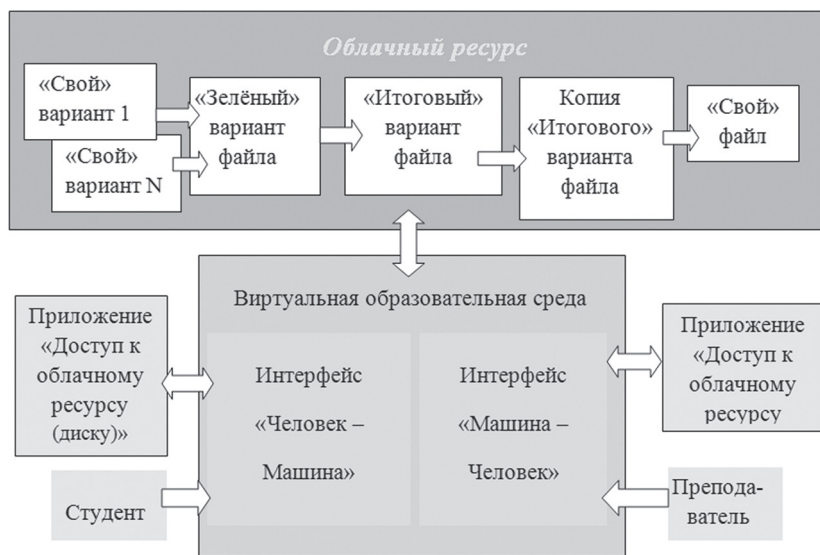 Облачный ресурс
«Свой»
вариант 1
«Свой»
вариант N
«Зелёный»
вариант
файла
«Итоговый»
вариант
файла
Копия
«Итогового»
варианта
файла
«Свой»
файл
Виртуальная образовательная среда
Приложение
«Доступ к
облачному
ресурсу
(диску)»
Интерфейс
«Человек –
Машина»
Интерфейс
«Машина –
Человек»
Приложение
«Доступ к
облачному
ресурсу
Студент
Препода-
ватель